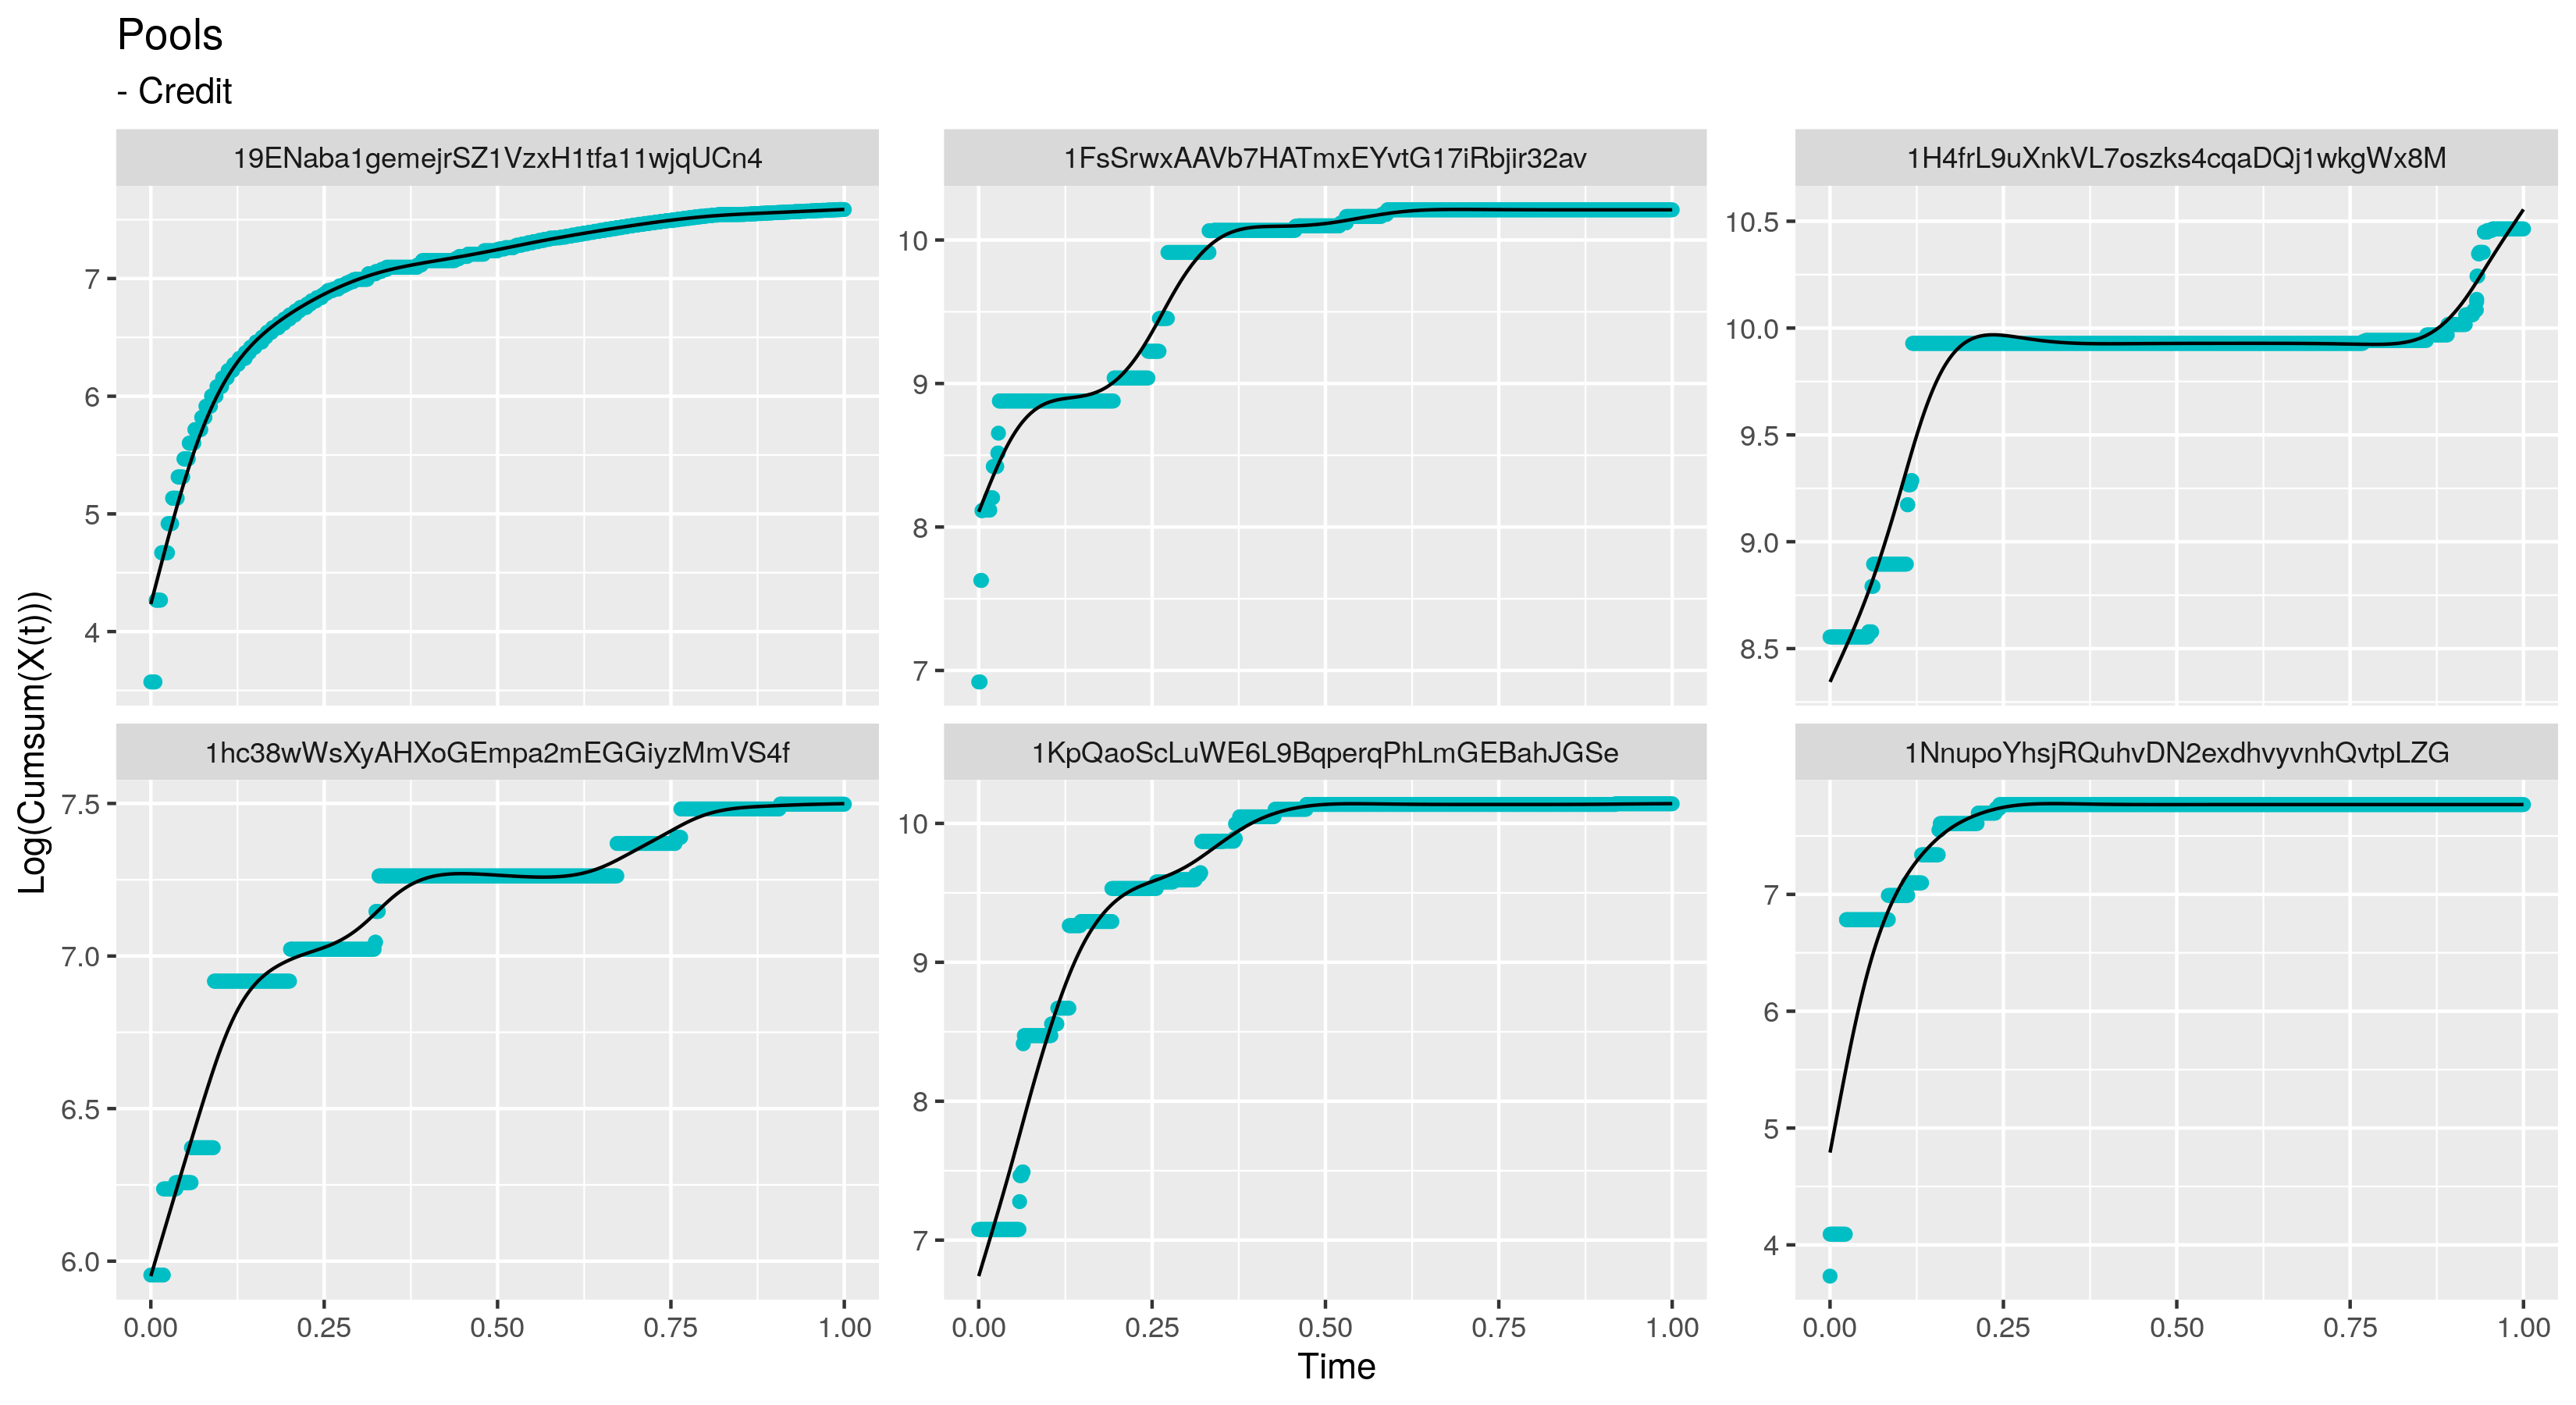 Pools
- Credit
19ENaba1gemejrSZ1VzxH1tfa11wjqUCn4
1FsSrwxAAVb7HATmxEYvtG17iRbjir32av
1H4frL9uXnkVL7oszks4cqaDQj1wkgWx8M
7
6
5
4
10
9
8
7
10.5
10.0
9.5
9.0
8.5
Log(Cumsum(X(t)))
1hc38wWsXyAHXoGEmpa2mEGGiyzMmVS4f
1KpQaoScLuWE6L9BqperqPhLmGEBahJGSe
1NnupoYhsjRQuhvDN2exdhvyvnhQvtpLZG
7.5
7.0
6.5
6.0
10
9
8
7
7
6
5
4
0.00 0.25 0.50 0.75 1.00
0.00 0.25 0.50 0.75 1.00
0.00 0.25 0.50 0.75 1.00
Time